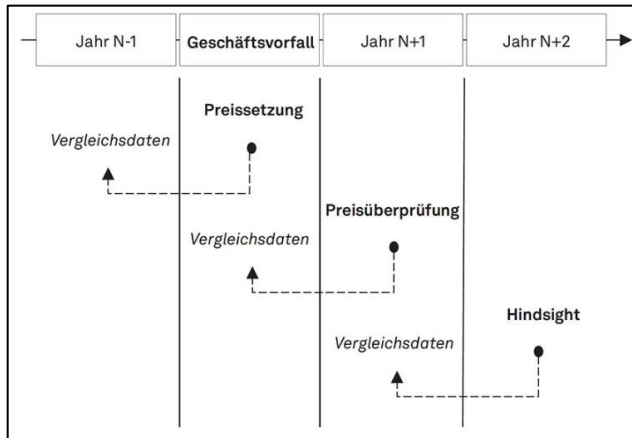 Jahr N-1
Geschäftsvorfall
Jahr N+1
Jahr N+2
Preissetzung
Vergleichsdaten
Preisüberprüfung
Vergleichsdaten
Hindsight
Vergleichsdaten